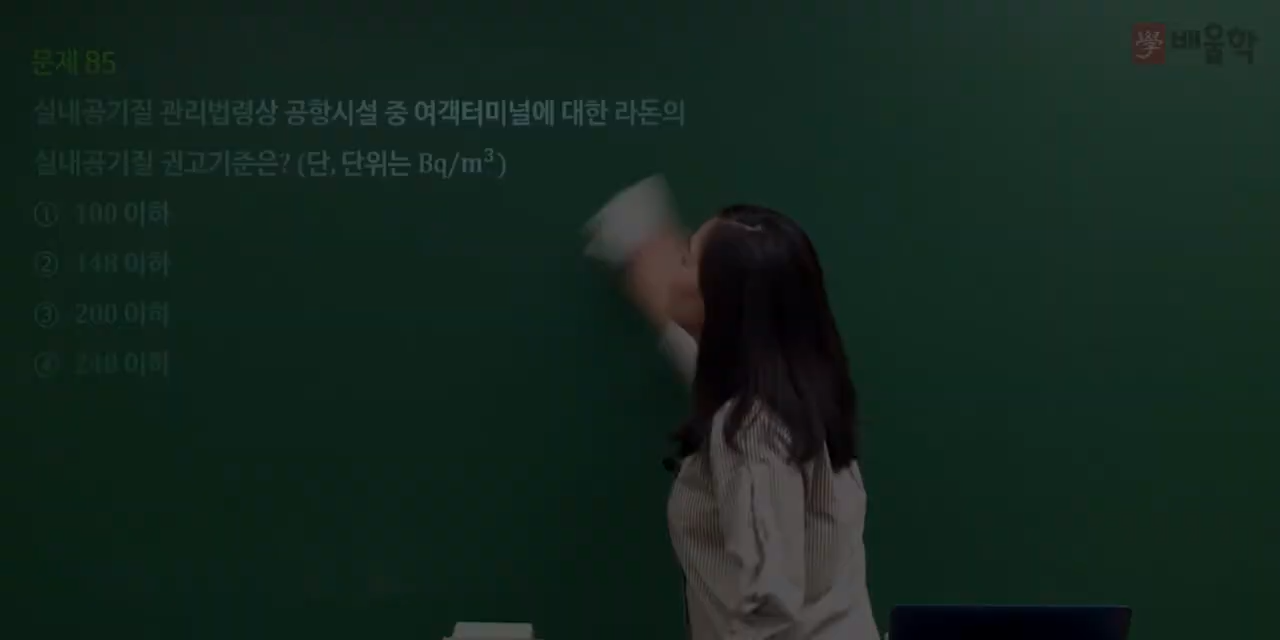 문제 85
學 배울학
실내공기질 관리법령상 공항시설 중 여객터미널에 대한 라돈의
실내공기질 권고기준은? (단, 단위는 Bq/m³)
① 100 이하
② 148 이하
③ 200 이하
④ 248 이하